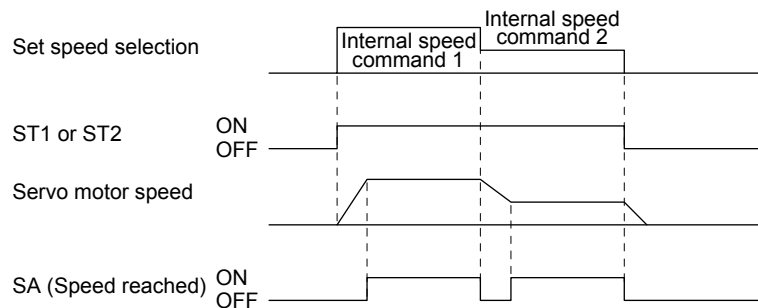 Set speed selection
Internal speed
command 1
Internal speed
command 2
ST1 or ST2
ON
OFF
Servo motor speed
SA (Speed reached)
ON
OFF